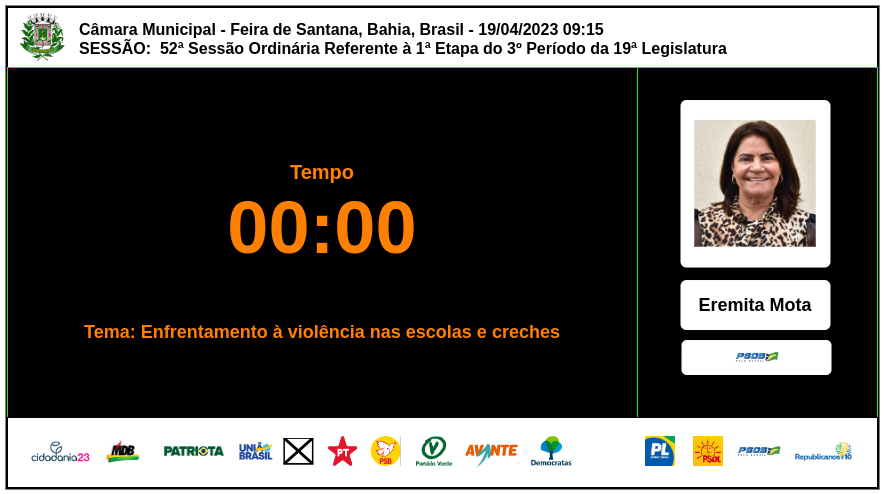 Câmara Municipal - Feira de Santana, Bahia, Brasil - 19/04/2023 09:15
SESSÃO:  52ª Sessão Ordinária Referente à 1ª Etapa do 3º Período da 19ª Legislatura
Tempo
00:00
Tema: Enfrentamento à violência nas escolas e creches
Eremita Mota
PSDB
cidadania23
MDB
PATRIOTA
UNIÃO
BRASIL
PT
PSB
Partido Verde
AVANTE
Democratas
PL
PSOL
PSDB
Republicanos 10